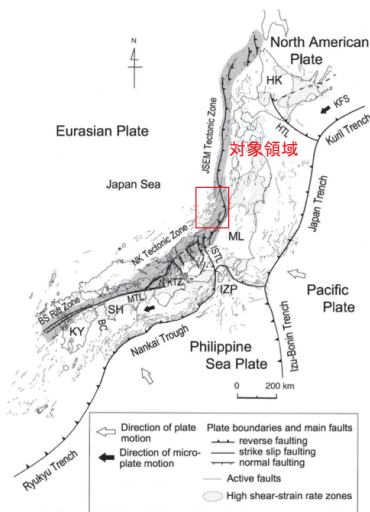 N
North American
Plate
HK
KFS
HTL
Kuril Trench
Eurasian Plate
JSEM Tectonic Zone
対象領域
Japan Sea
Japan Trench
Nk Tectonic Zone
ISTL
ML
KTZ
IZP
Pacific
Plate
BS Rift Zone
MTL
SH
KY
BC
Nankai Trough
Izu-Bonin Trench
Philippine
Sea Plate
0 200 km
Ryukyu Trench
Direction of plate
motion
Direction of micro-
plate motion
Plate boundaries and main faults
reverse faulting
strike slip faulting
normal faulting
Active faults
High shear-strain rate zones